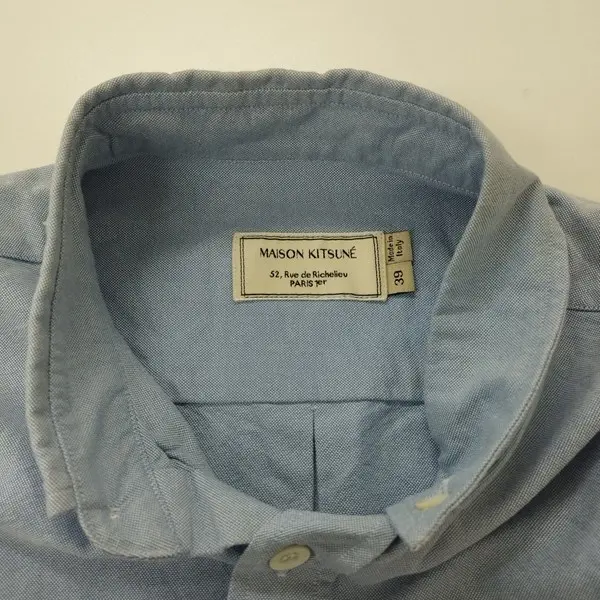 MAISON KITSUNÉ
52, Rue de Richelieu
PARIS 1er
Made in
Italy
39